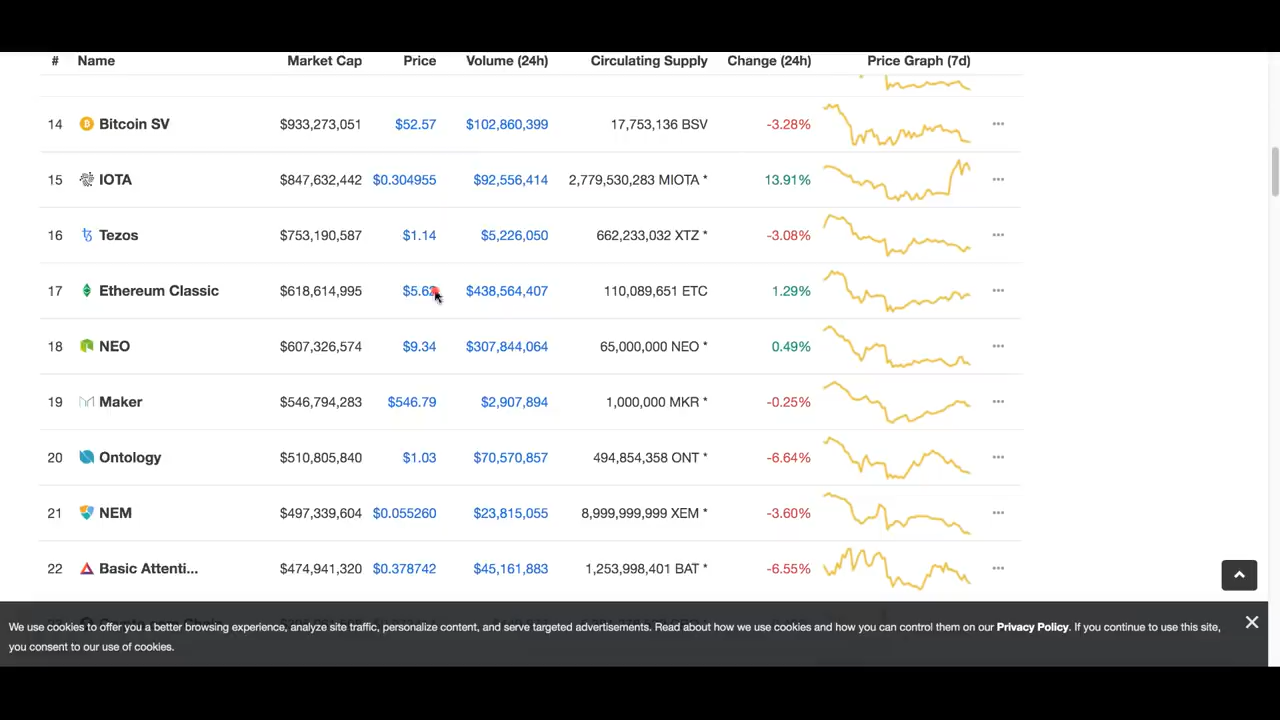 # Name Market Cap Price Volume (24h) Circulating Supply Change (24h) Price Graph (7d)
14 Bitcoin SV $933,273,051 $52.57 $102,860,399 17,753,136 BSV -3.28%
15 IOTA $847,632,442 $0.304955 $92,556,414 2,779,530,283 MIOTA * 13.91%
16 Tezos $753,190,587 $1.14 $5,226,050 662,233,032 XTZ * -3.08%
17 Ethereum Classic $618,614,995 $5.62 $438,564,407 110,089,651 ETC 1.29%
18 NEO $607,326,574 $9.34 $307,844,064 65,000,000 NEO * 0.49%
19 Maker $546,794,283 $546.79 $2,907,894 1,000,000 MKR * -0.25%
20 Ontology $510,805,840 $1.03 $70,570,857 494,854,358 ONT * -6.64%
21 NEM $497,339,604 $0.055260 $23,815,055 8,999,999,999 XEM * -3.60%
22 Basic Attenti... $474,941,320 $0.378742 $45,161,883 1,253,998,401 BAT * -6.55%
We use cookies to offer you a better browsing experience, analyze site traffic, personalize content, and serve targeted advertisements. Read about how we use cookies and how you can control them on our Privacy Policy. If you continue to use this site,
you consent to our use of cookies.